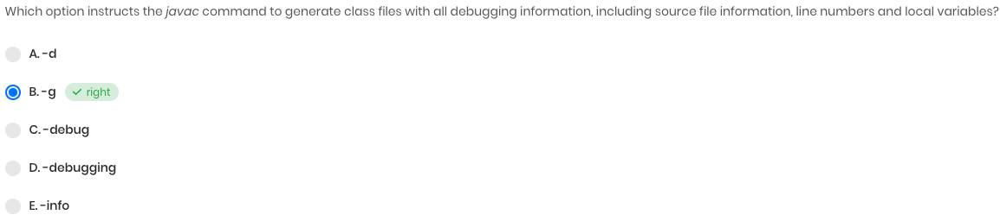 Which option instructs the javac command to generate class files with all debugging information, including source file information, line numbers and local variables?
A. -d
B. -g ✓ right
C. -debug
D. -debugging
E. -info